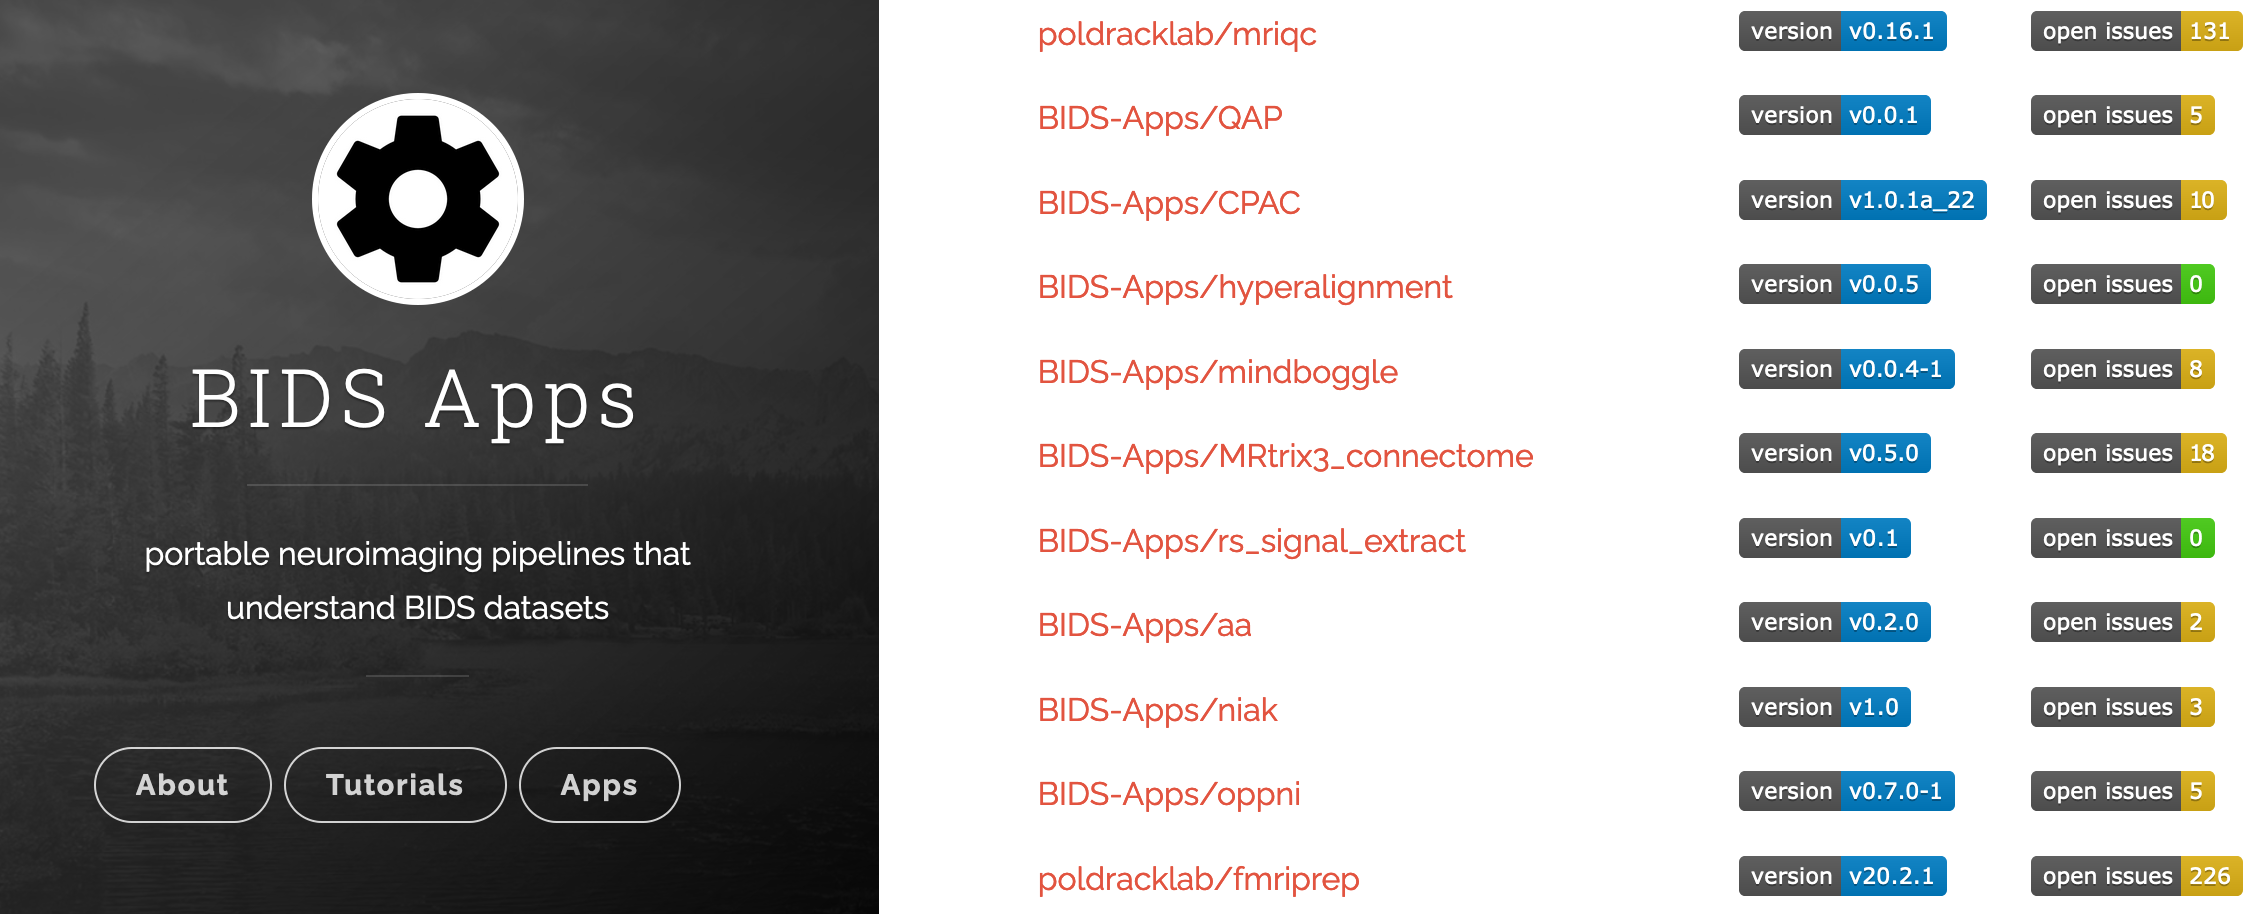 BIDS Apps
portable neuroimaging pipelines that
understand BIDS datasets
About Tutorials Apps
poldracklab/mriqc version v0.16.1 open issues 131
BIDS-Apps/QAP version v0.0.1 open issues 5
BIDS-Apps/CPAC version v1.0.1a_22 open issues 10
BIDS-Apps/hyperalignment version v0.0.5 open issues 0
BIDS-Apps/mindboggle version v0.0.4-1 open issues 8
BIDS-Apps/MRtrix3_connectome version v0.5.0 open issues 18
BIDS-Apps/rs_signal_extract version v0.1 open issues 0
BIDS-Apps/aa version v0.2.0 open issues 2
BIDS-Apps/niak version v1.0 open issues 3
BIDS-Apps/oppni version v0.7.0-1 open issues 5
poldracklab/fmriprep version v20.2.1 open issues 226